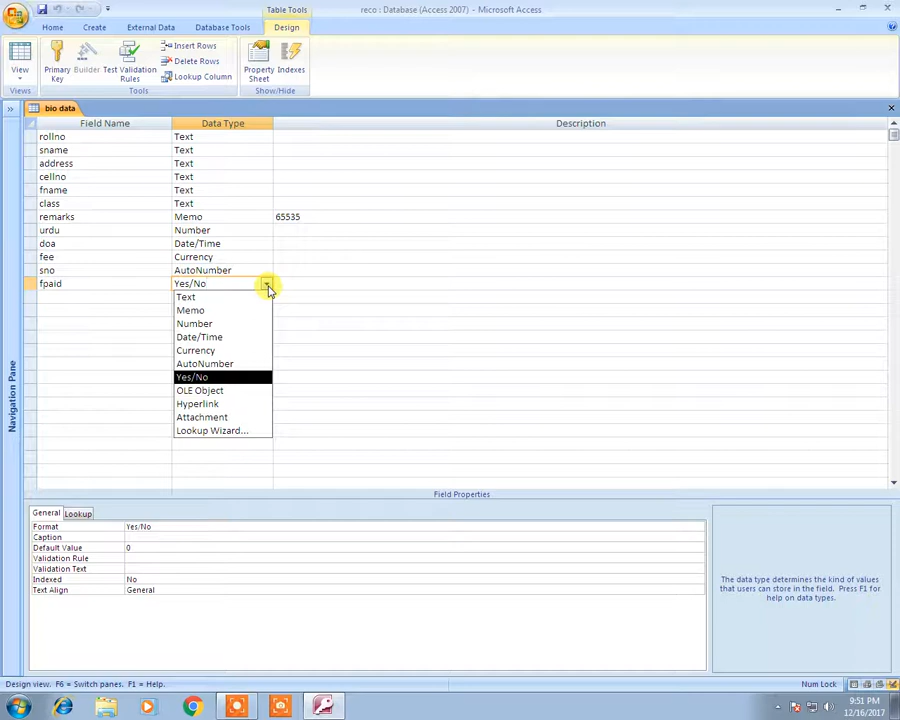 Table Tools
reco : Database (Access 2007) - Microsoft Access
Home
Create
External Data
Database Tools
Design
View
Primary Key
Builder
Test Validation Rules
Insert Rows
Delete Rows
Lookup Column
Property Sheet
Indexes
Views
Tools
Show/Hide
bio data
Field Name
Data Type
Description
rollno Text
sname Text
address Text
cellno Text
fname Text
class Text
remarks Memo 65535
urdu Number
doa Date/Time
fee Currency
sno AutoNumber
fpaid Yes/No
Text
Memo
Number
Date/Time
Currency
AutoNumber
Yes/No
OLE Object
Hyperlink
Attachment
Lookup Wizard...
Navigation Pane
Field Properties
General Lookup
Format Yes/No
Caption
Default Value 0
Validation Rule
Validation Text
Indexed No
Text Align General
The data type determines the kind of values
that users can store in the field. Press F1 for
help on data types.
Design view. F6 = Switch panes. F1 = Help.
Num Lock
9:51 PM
12/16/2017